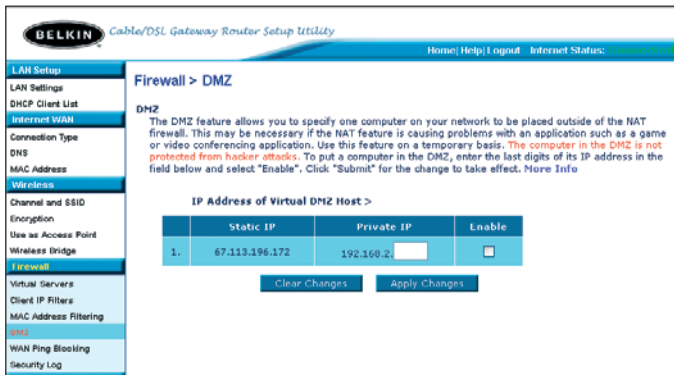 BELKIN Cable/DSL Gateway Router Setup Utility
Home| Help| Logout Internet Status:
LAN Setup
LAN Settings
DHCP Client List
Internet WAN
Connection Type
DNS
MAC Address
Wireless
Channel and SSID
Encryption
Use as Access Point
Wireless Bridge
Firewall
Virtual Servers
Client IP Filters
MAC Address Filtering
DMZ
WAN Ping Blocking
Security Log
Firewall > DMZ
DMZ
The DMZ feature allows you to specify one computer on your network to be placed outside of the NAT
firewall. This may be necessary if the NAT feature is causing problems with an application such as a game
or video conferencing application. Use this feature on a temporary basis. The computer in the DMZ is not
protected from hacker attacks. To put a computer in the DMZ, enter the last digits of its IP address in the
field below and select "Enable". Click "Submit" for the change to take effect. More Info
IP Address of Virtual DMZ Host >
Static IP Private IP Enable
1. 67.113.196.172 192.168.2.
Clear Changes Apply Changes